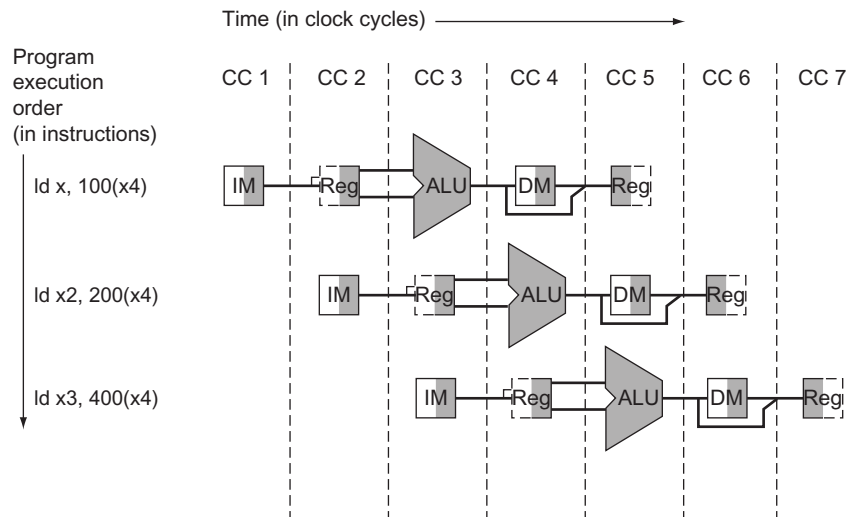 Time (in clock cycles)
Program
execution
order
(in instructions)
CC 1 CC 2 CC 3 CC 4 CC 5 CC 6 CC 7
ld x, 100(x4)
IM Reg ALU DM Reg
ld x2, 200(x4)
IM Reg ALU DM Reg
ld x3, 400(x4)
IM Reg ALU DM Reg